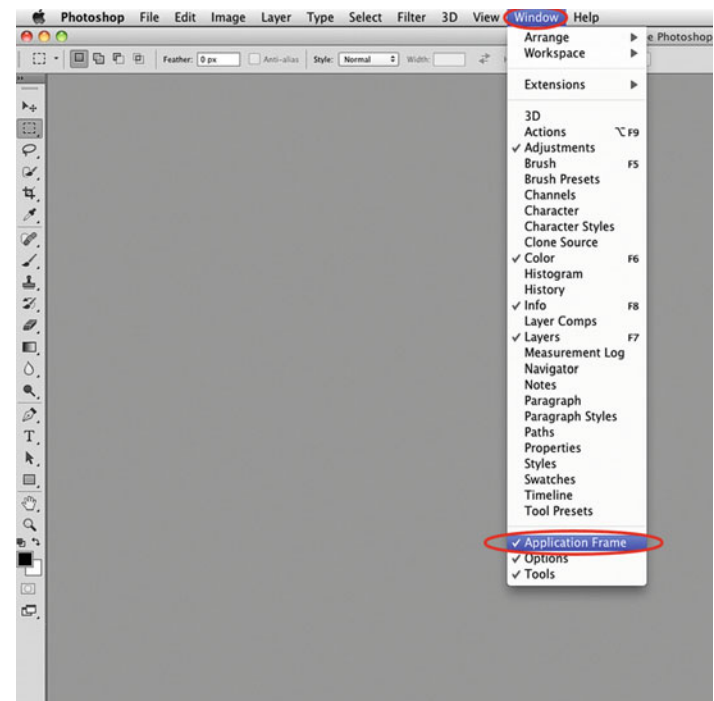 Photoshop File Edit Image Layer Type Select Filter 3D View Window Help
e Photoshop
Feather: 0 px Anti-alias Style: Normal Width:
Arrange
Workspace
Extensions
3D
Actions ⌥F9
✓ Adjustments
Brush F5
Brush Presets
Channels
Character
Character Styles
Clone Source
✓ Color F6
Histogram
History
✓ Info F8
Layer Comps
✓ Layers F7
Measurement Log
Navigator
Notes
Paragraph
Paragraph Styles
Paths
Properties
Styles
Swatches
Timeline
Tool Presets
✓ Application Frame
✓ Options
✓ Tools